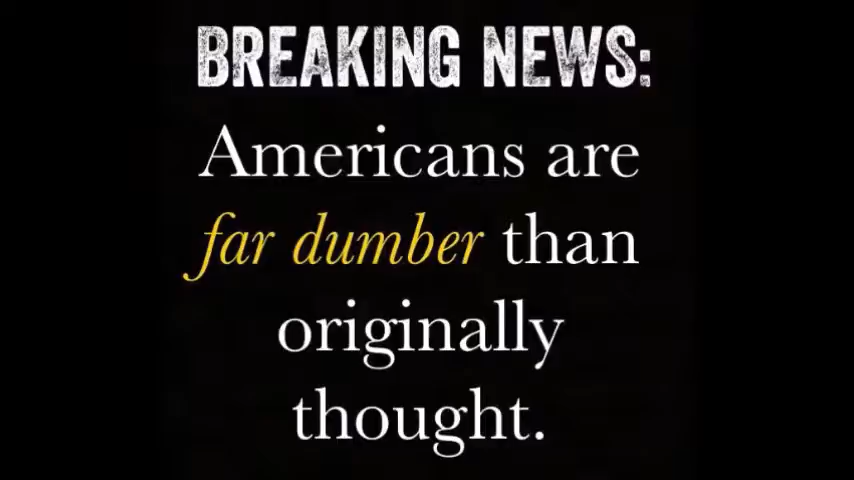 BREAKING NEWS:
Americans are
far dumber than
originally
thought.